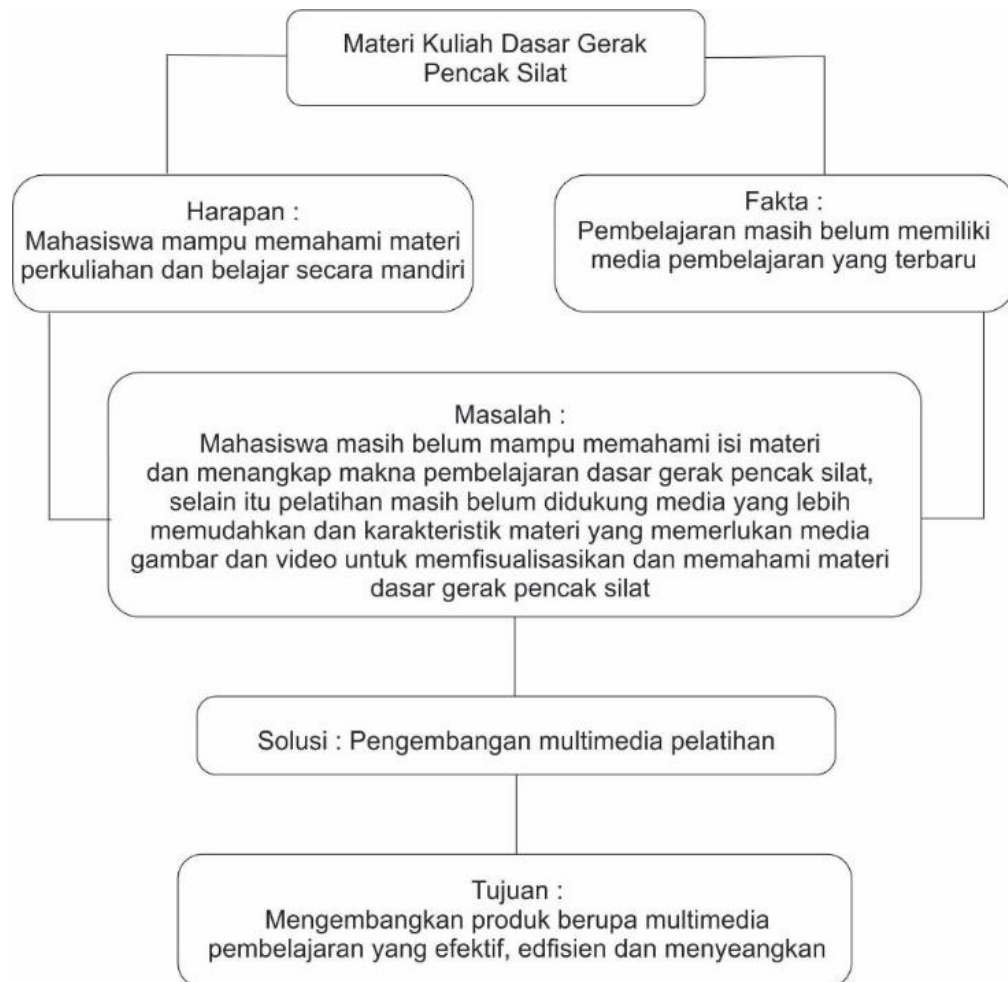 Materi Kuliah Dasar Gerak
Pencak Silat
Harapan :
Mahasiswa mampu memahami materi
perkuliahan dan belajar secara mandiri
Fakta :
Pembelajaran masih belum memiliki
media pembelajaran yang terbaru
Masalah :
Mahasiswa masih belum mampu memahami isi materi
dan menangkap makna pembelajaran dasar gerak pencak silat,
selain itu pelatihan masih belum didukung media yang lebih
memudahkan dan karakteristik materi yang memerlukan media
gambar dan video untuk memfisualisasikan dan memahami materi
dasar gerak pencak silat
Solusi : Pengembangan multimedia pelatihan
Tujuan :
Mengembangkan produk berupa multimedia
pembelajaran yang efektif, edfisien dan menyeangkan